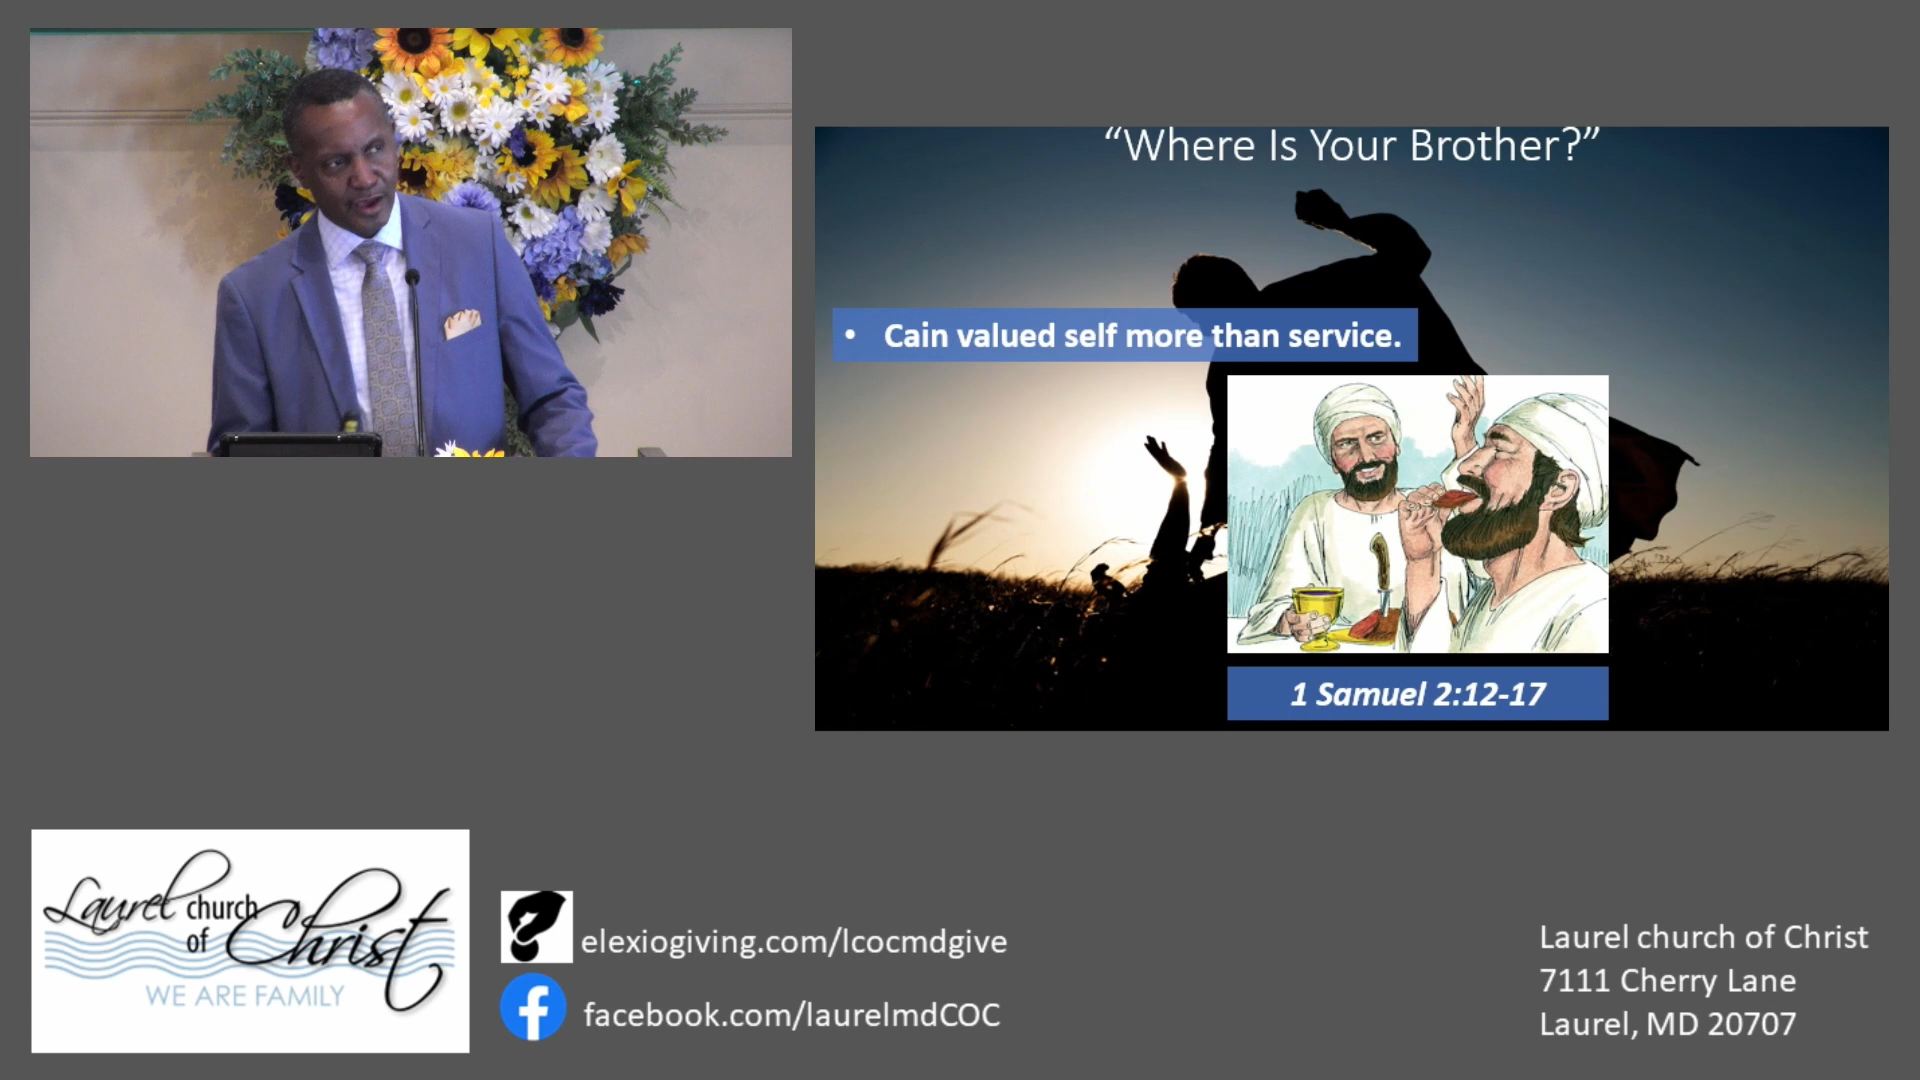 “Where Is Your Brother?”
• Cain valued self more than service.
1 Samuel 2:12-17
Laurel church
of Christ
WE ARE FAMILY
elexiogiving.com/lcocmdgive
facebook.com/laurelmdCOC
Laurel church of Christ
7111 Cherry Lane
Laurel, MD 20707